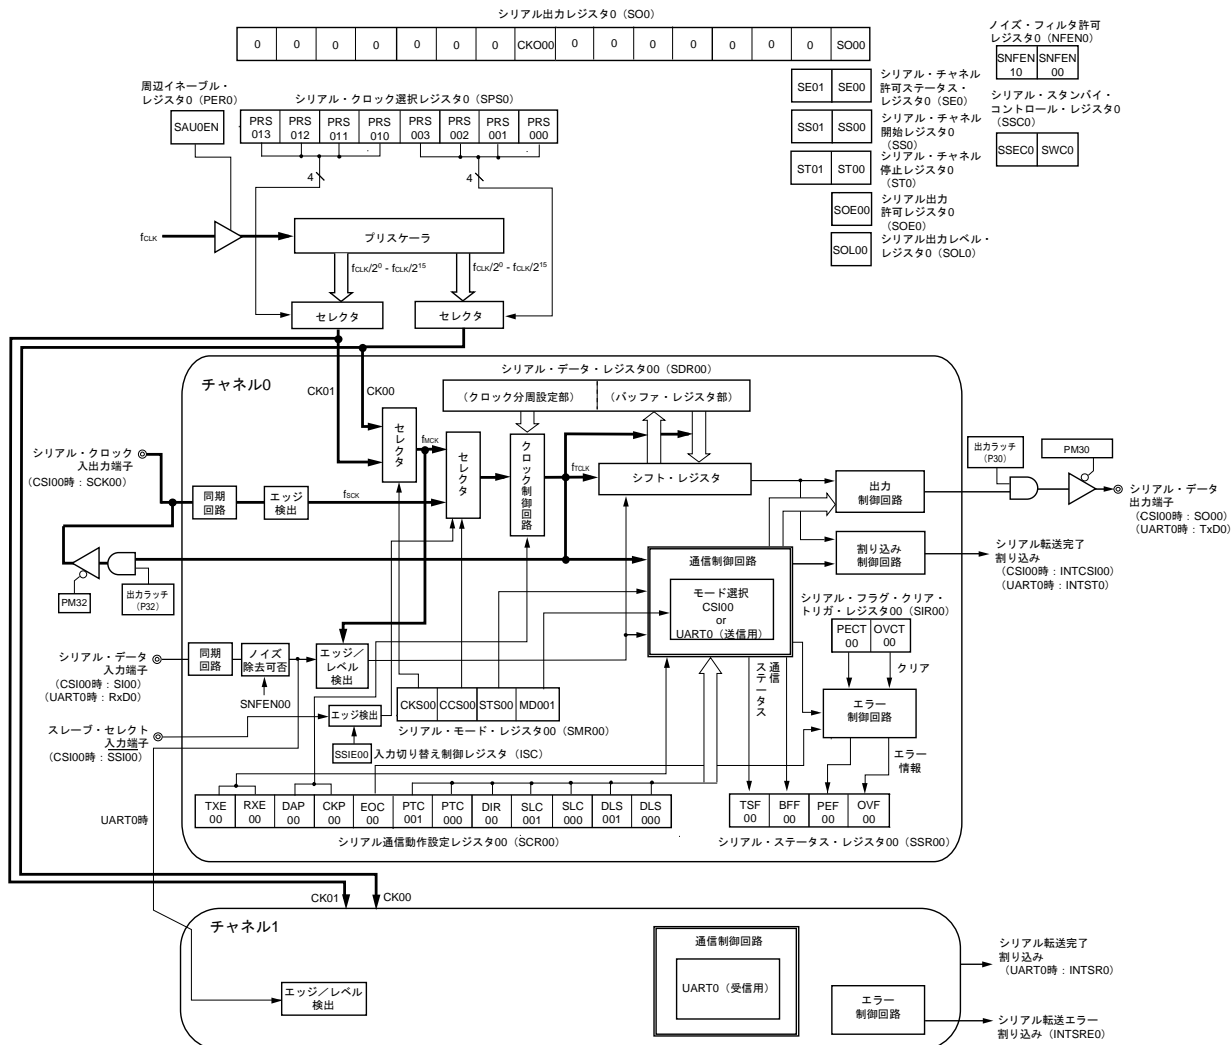 シリアル出力レジスタ0（SO0）
0 0 0 0 0 0 0 CKO00 0 0 0 0 0 0 0 SO00
ノイズ・フィルタ許可
レジスタ0（NFEN0）
SNFEN
10
SNFEN
00
SE01 SE00
シリアル・チャネル
許可ステータス・
レジスタ0（SE0）
シリアル・スタンバイ・
コントロール・レジスタ0
（SSC0）
SSEC0 SWC0
SS01 SS00
シリアル・チャネル
開始レジスタ0
（SS0）
ST01 ST00
シリアル・チャネル
停止レジスタ0
（ST0）
SOE00
シリアル出力
許可レジスタ0
（SOE0）
SOL00
シリアル出力レベル・
レジスタ0（SOL0）
周辺イネーブル・
レジスタ0（PER0）
SAU0EN
シリアル・クロック選択レジスタ0（SPS0）
PRS
013
PRS
012
PRS
011
PRS
010
PRS
003
PRS
002
PRS
001
PRS
000
4
4
fCLK
プリスケーラ
fCLK/2⁰ - fCLK/2¹⁵
fCLK/2⁰ - fCLK/2¹⁵
セレクタ
セレクタ
チャネル0
CK01
CK00
シリアル・データ・レジスタ00（SDR00）
（クロック分周設定部）
（バッファ・レジスタ部）
セレクタ
fMCK
セレクタ
クロック制御回路
fTCLK
シフト・レジスタ
シリアル・クロック
入出力端子
（CSI00時：SCK00）
同期
回路
エッジ
検出
fSCK
出力ラッチ
（P30）
PM30
出力
制御回路
シリアル・データ
出力端子
（CSI00時：SO00）
（UART0時：TxD0）
割り込み
制御回路
シリアル転送完了
割り込み
（CSI00時：INTCSI00）
（UART0時：INTST0）
PM32
出力ラッチ
（P32）
通信制御回路
モード選択
CSI00
or
UART0（送信用）
シリアル・フラグ・クリア・
トリガ・レジスタ00（SIR00）
PECT
00
OVCT
00
クリア
シリアル・データ
入力端子
（CSI00時：SI00）
（UART0時：RxD0）
同期
回路
ノイズ
除去可否
SNFEN00
エッジ／
レベル
検出
通信
ステータス
エラー
制御回路
エラー
情報
CKS00 CCS00 STS00 MD001
シリアル・モード・レジスタ00（SMR00）
スレーブ・セレクト
入力端子
（CSI00時：SSI00）
エッジ検出
SSIE00
入力切り替え制御レジスタ（ISC）
TXE
00
RXE
00
DAP
00
CKP
00
EOC
00
PTC
001
PTC
000
DIR
00
SLC
001
SLC
000
DLS
001
DLS
000
シリアル通信動作設定レジスタ00（SCR00）
TSF
00
BFF
00
PEF
00
OVF
00
シリアル・ステータス・レジスタ00（SSR00）
UART0時
CK01
CK00
チャネル1
通信制御回路
UART0（受信用）
エッジ／レベル
検出
エラー
制御回路
シリアル転送完了
割り込み
（UART0時：INTSR0）
シリアル転送エラー
割り込み（INTSRE0）